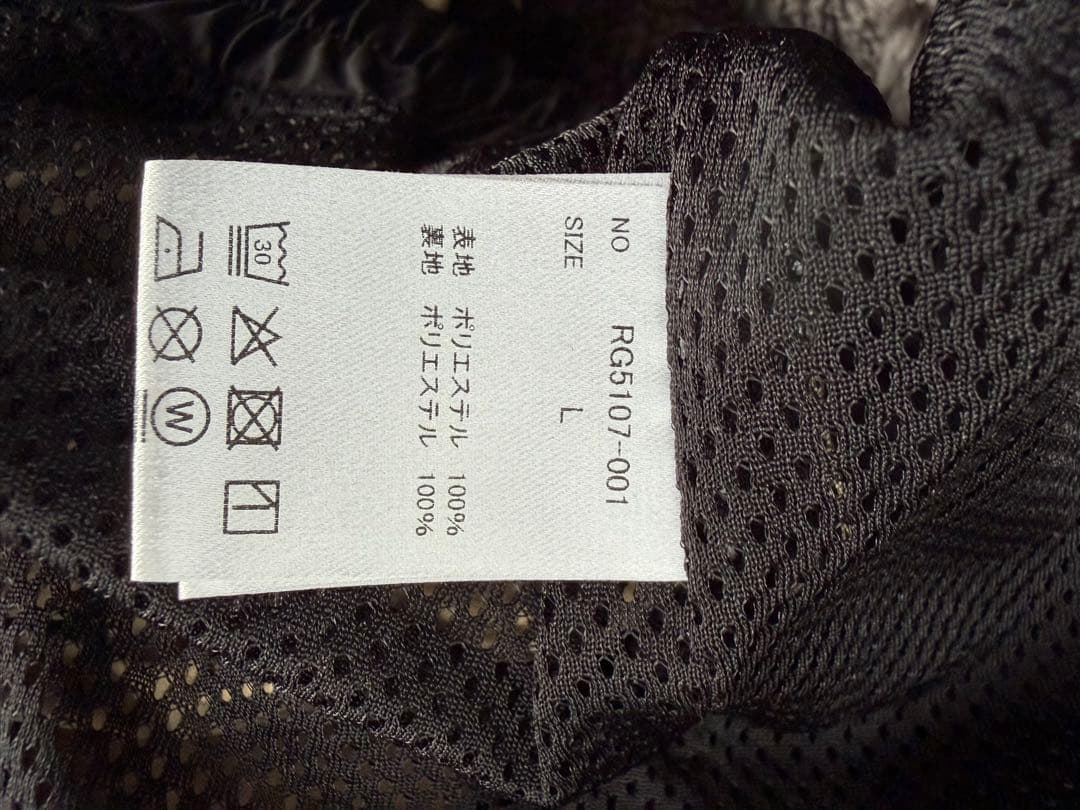 NO RG5107-001
SIZE L
表地 ポリエステル 100%
裏地 ポリエステル 100%
30
W